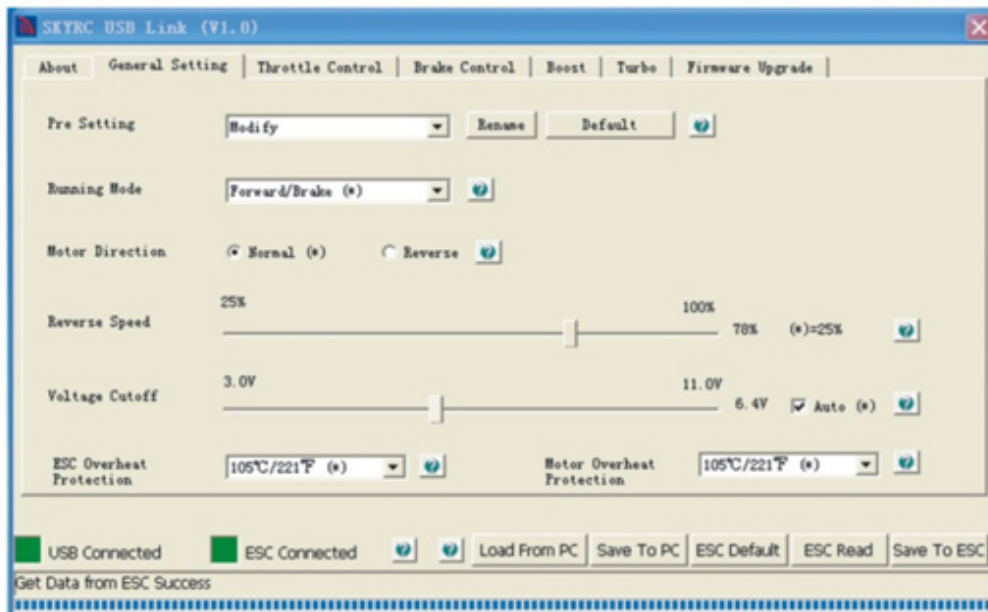 SKYRC USB Link (V1.0)
About General Setting Throttle Control Brake Control Boost Turbo Firmware Upgrade
Pre Setting Modify Rename Default
Running Mode Forward/Brake (*)
Motor Direction Normal (*) Reverse
25% 100%
Reverse Speed 78% (*)=25%
3.0V 11.0V
Voltage Cutoff 6.4V Auto (*)
ESC Overheat 105℃/221℉ (*) Motor Overheat 105℃/221℉ (*)
Protection Protection
USB Connected ESC Connected Load From PC Save To PC ESC Default ESC Read Save To ESC
Get Data from ESC Success